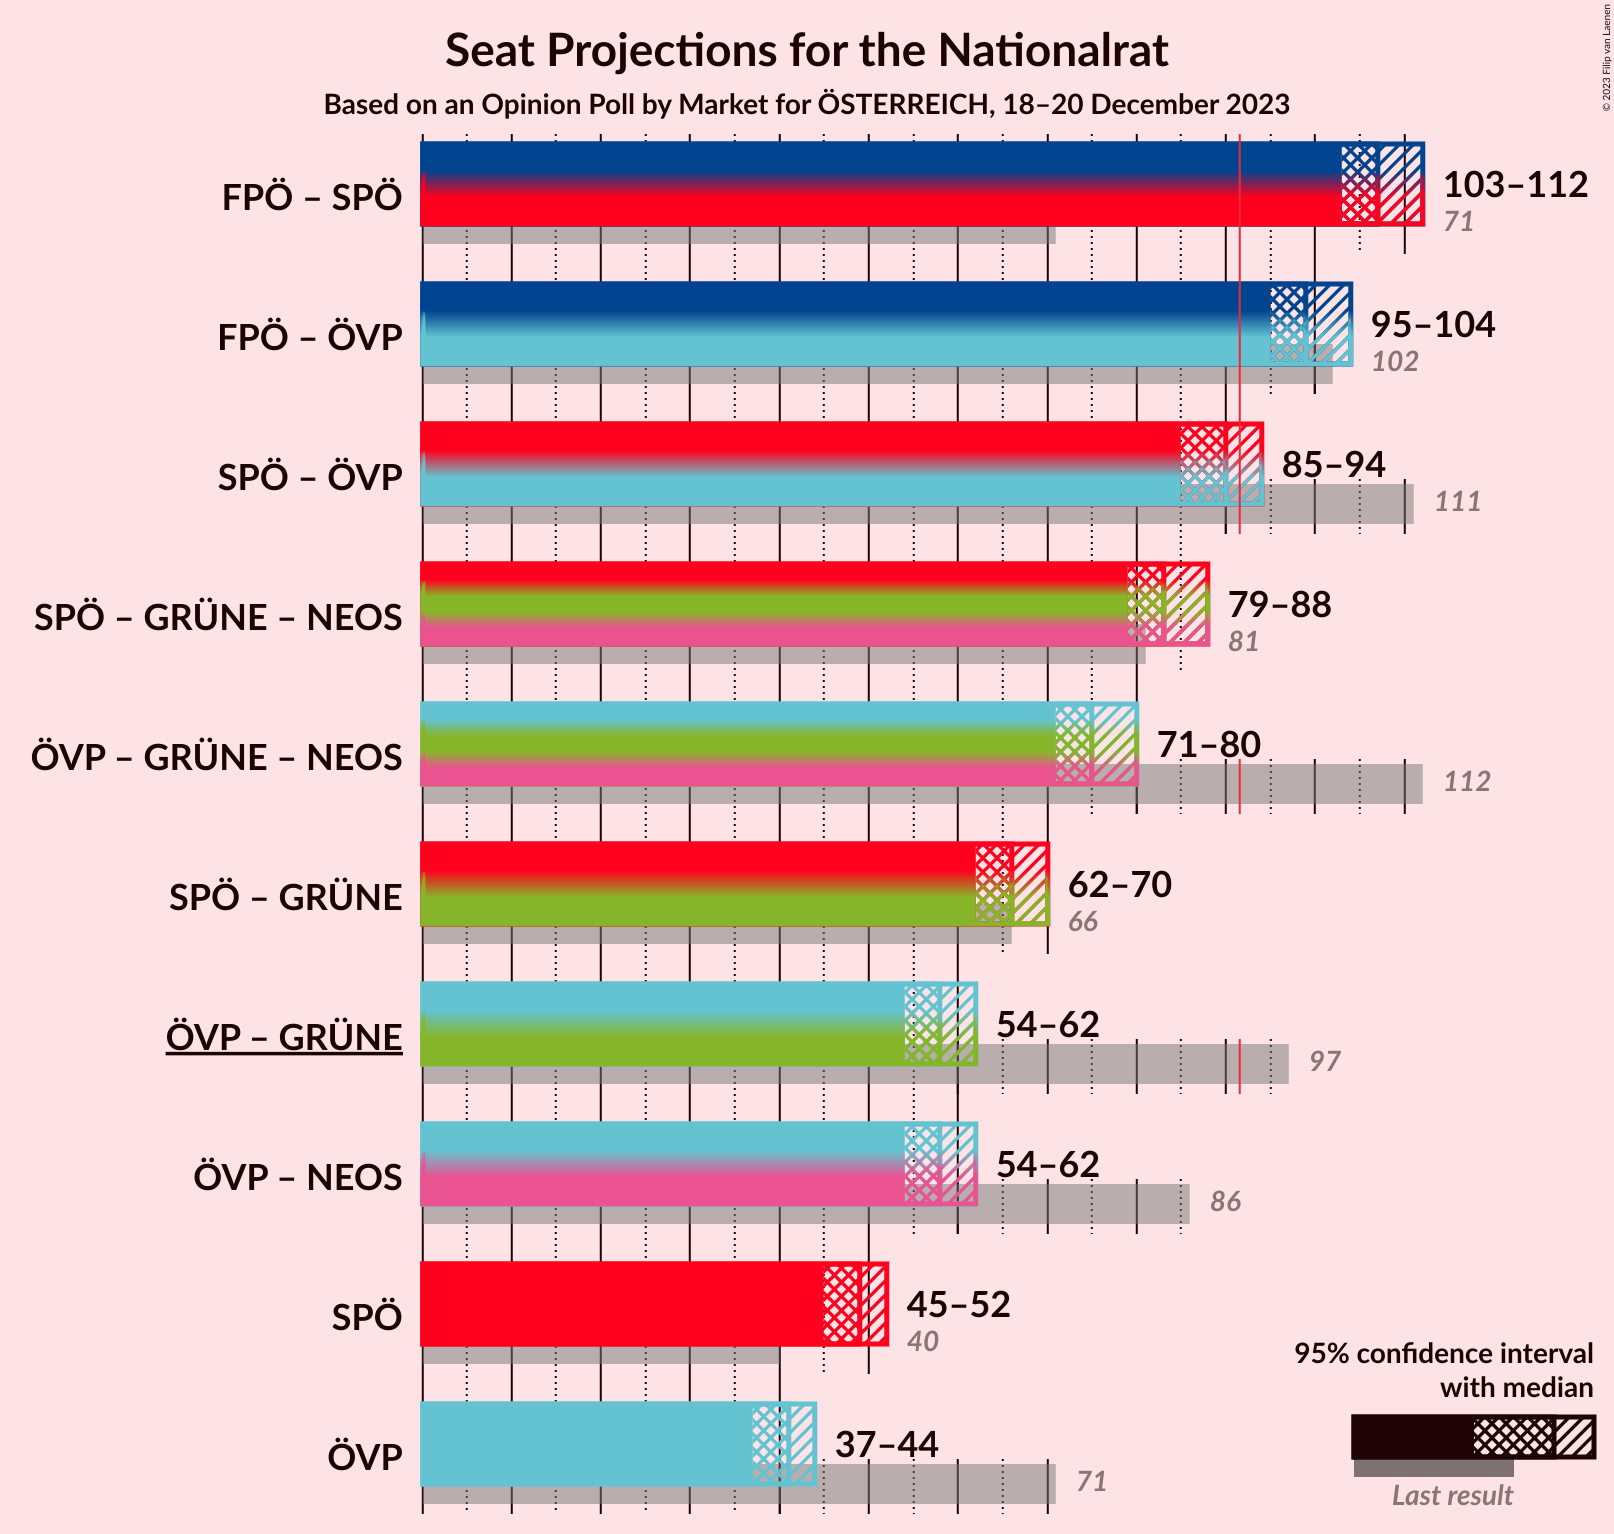 Seat Projections for the Nationalrat
Based on an Opinion Poll by Market for ÖSTERREICH, 18–20 December 2023
© 2023 Filip van Laenen
FPÖ – SPÖ
103–112
71
FPÖ – ÖVP
95–104
102
SPÖ – ÖVP
85–94
111
SPÖ – GRÜNE – NEOS
79–88
81
ÖVP – GRÜNE – NEOS
71–80
112
SPÖ – GRÜNE
62–70
66
ÖVP – GRÜNE
54–62
97
ÖVP – NEOS
54–62
86
SPÖ
45–52
40
ÖVP
37–44
71
95% confidence interval
with median
Last result